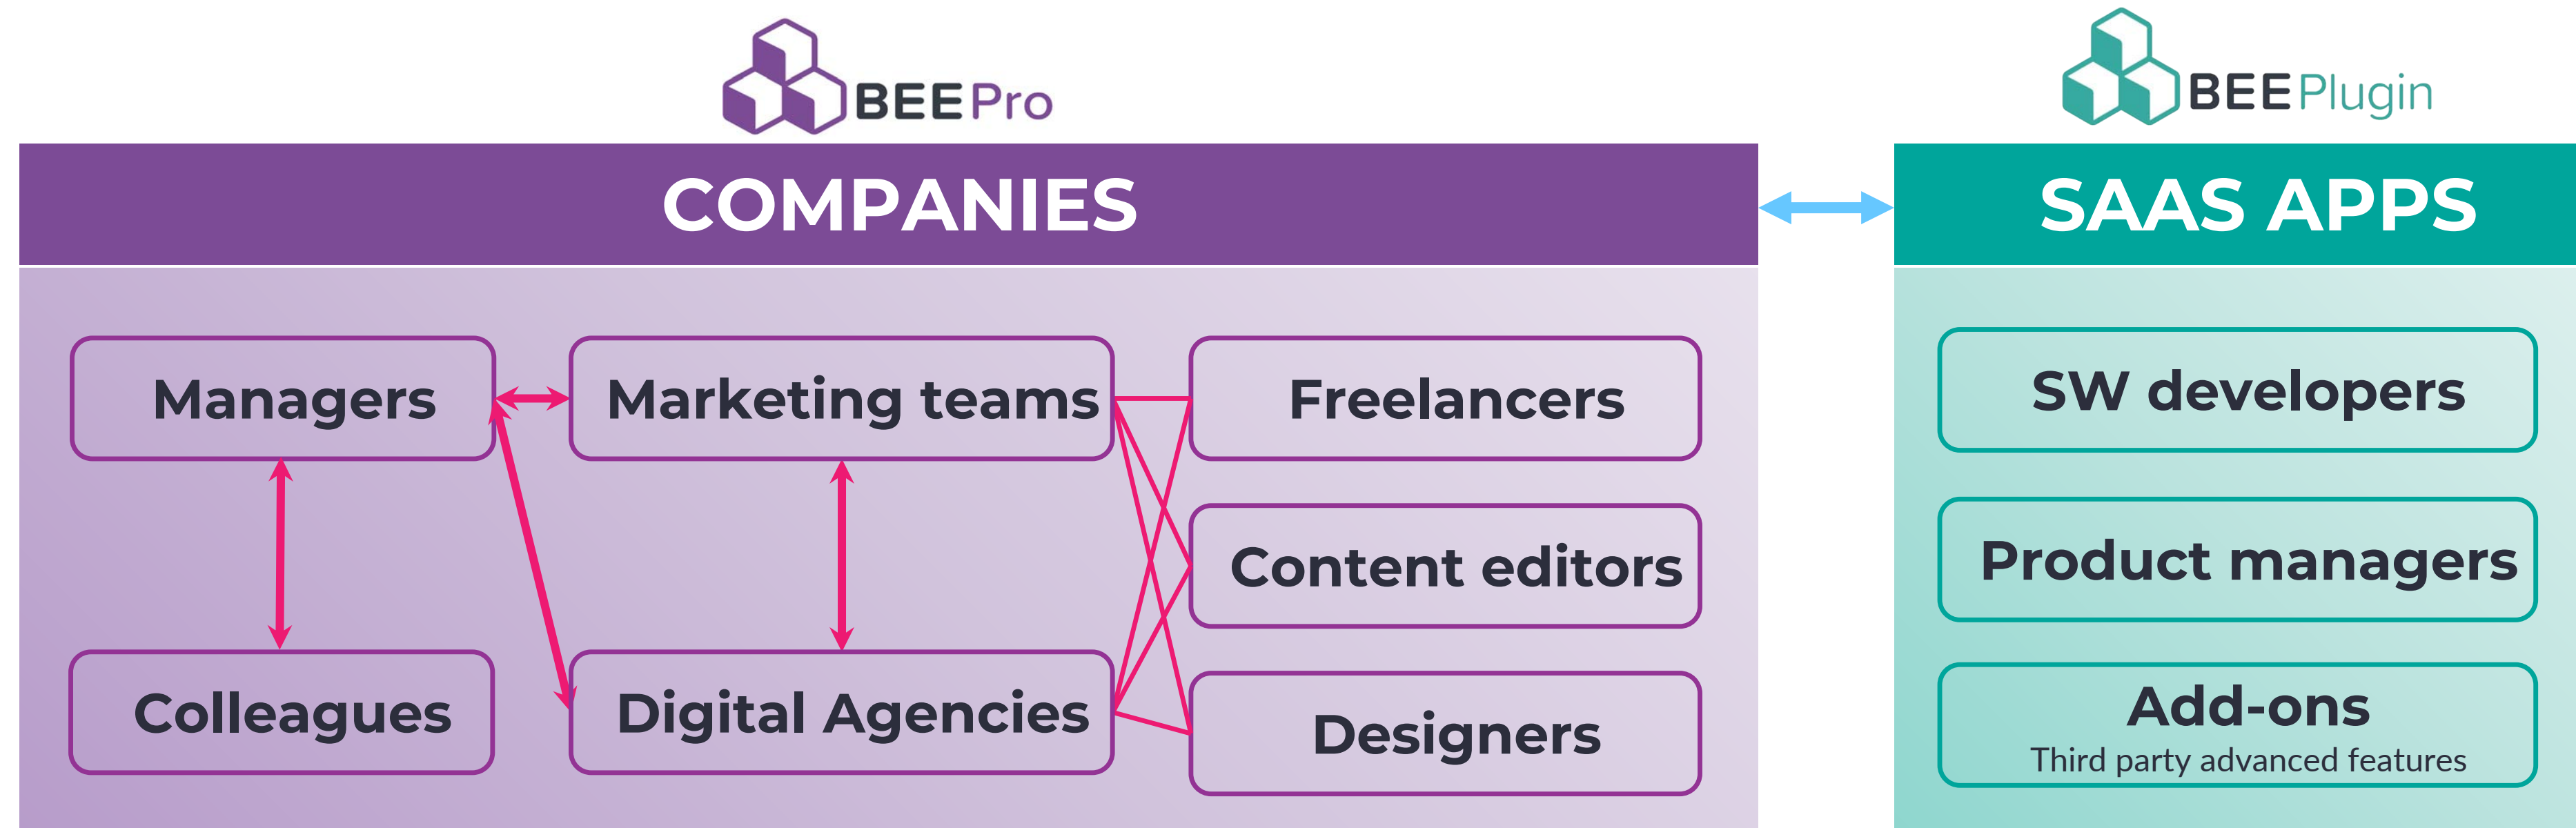 BEEPro
BEEPlugin
COMPANIES
SAAS APPS
Managers
Marketing teams
Freelancers
Content editors
Colleagues
Digital Agencies
Designers
SW developers
Product managers
Add-ons
Third party advanced features